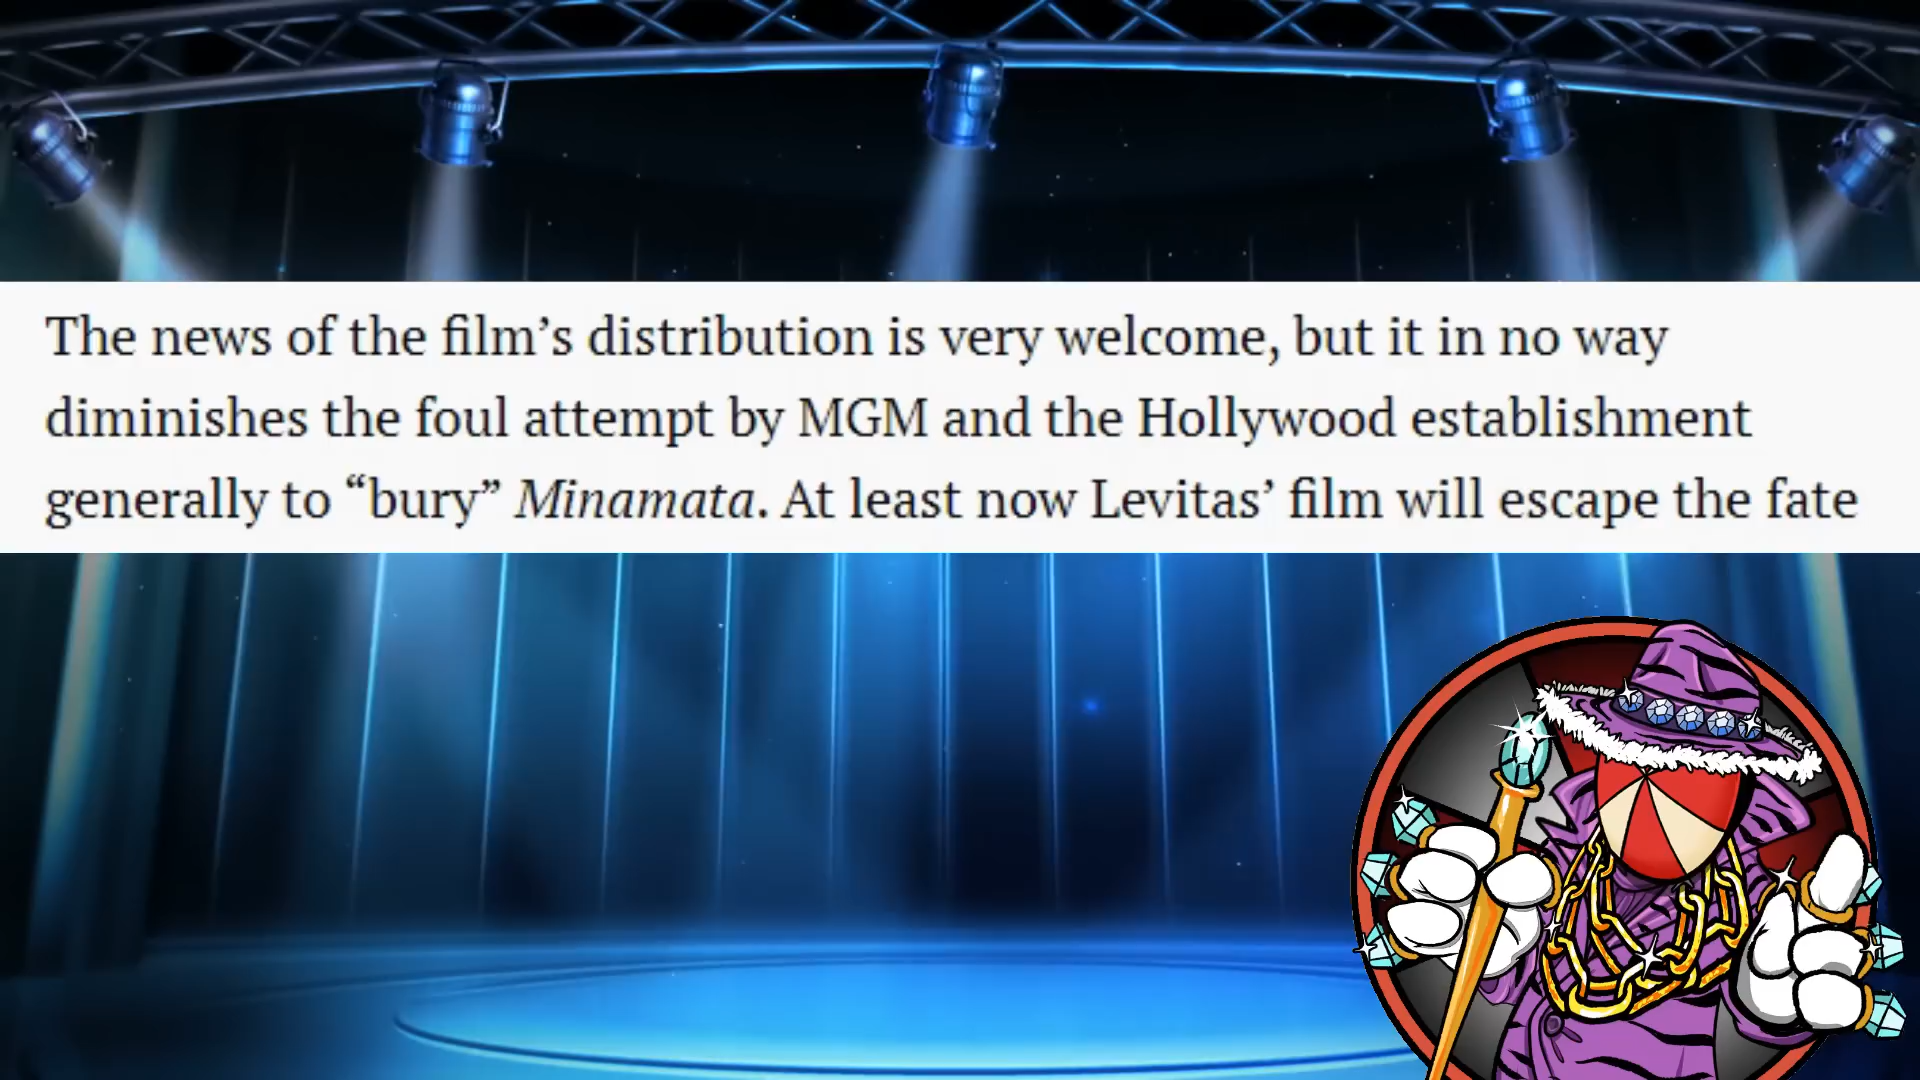 The news of the film’s distribution is very welcome, but it in no way
diminishes the foul attempt by MGM and the Hollywood establishment
generally to “bury” Minamata. At least now Levitas’ film will escape the fate